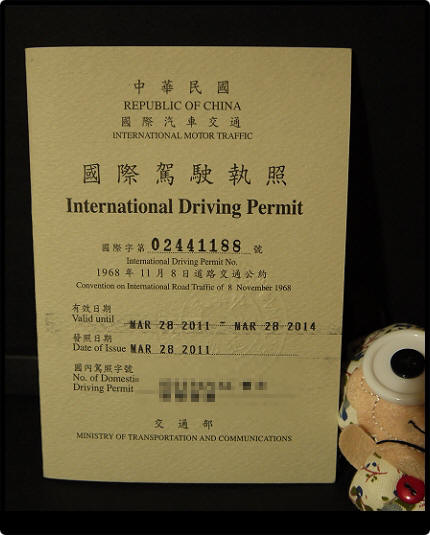 中華民國
REPUBLIC OF CHINA
國際汽車交通
INTERNATIONAL MOTOR TRAFFIC
國際駕駛執照
International Driving Permit
國際字第 02441188 號
International Driving Permit No.
1968 年 11 月 8 日道路交通公約
Convention on International Road Traffic of 8 November 1968
有效日期
Valid until MAR 28 2011 - MAR 28 2014
發照日期
Date of Issue MAR 28 2011
國內駕照字號
No. of Domestic
Driving Permit
交通部
MINISTRY OF TRANSPORTATION AND COMMUNICATIONS